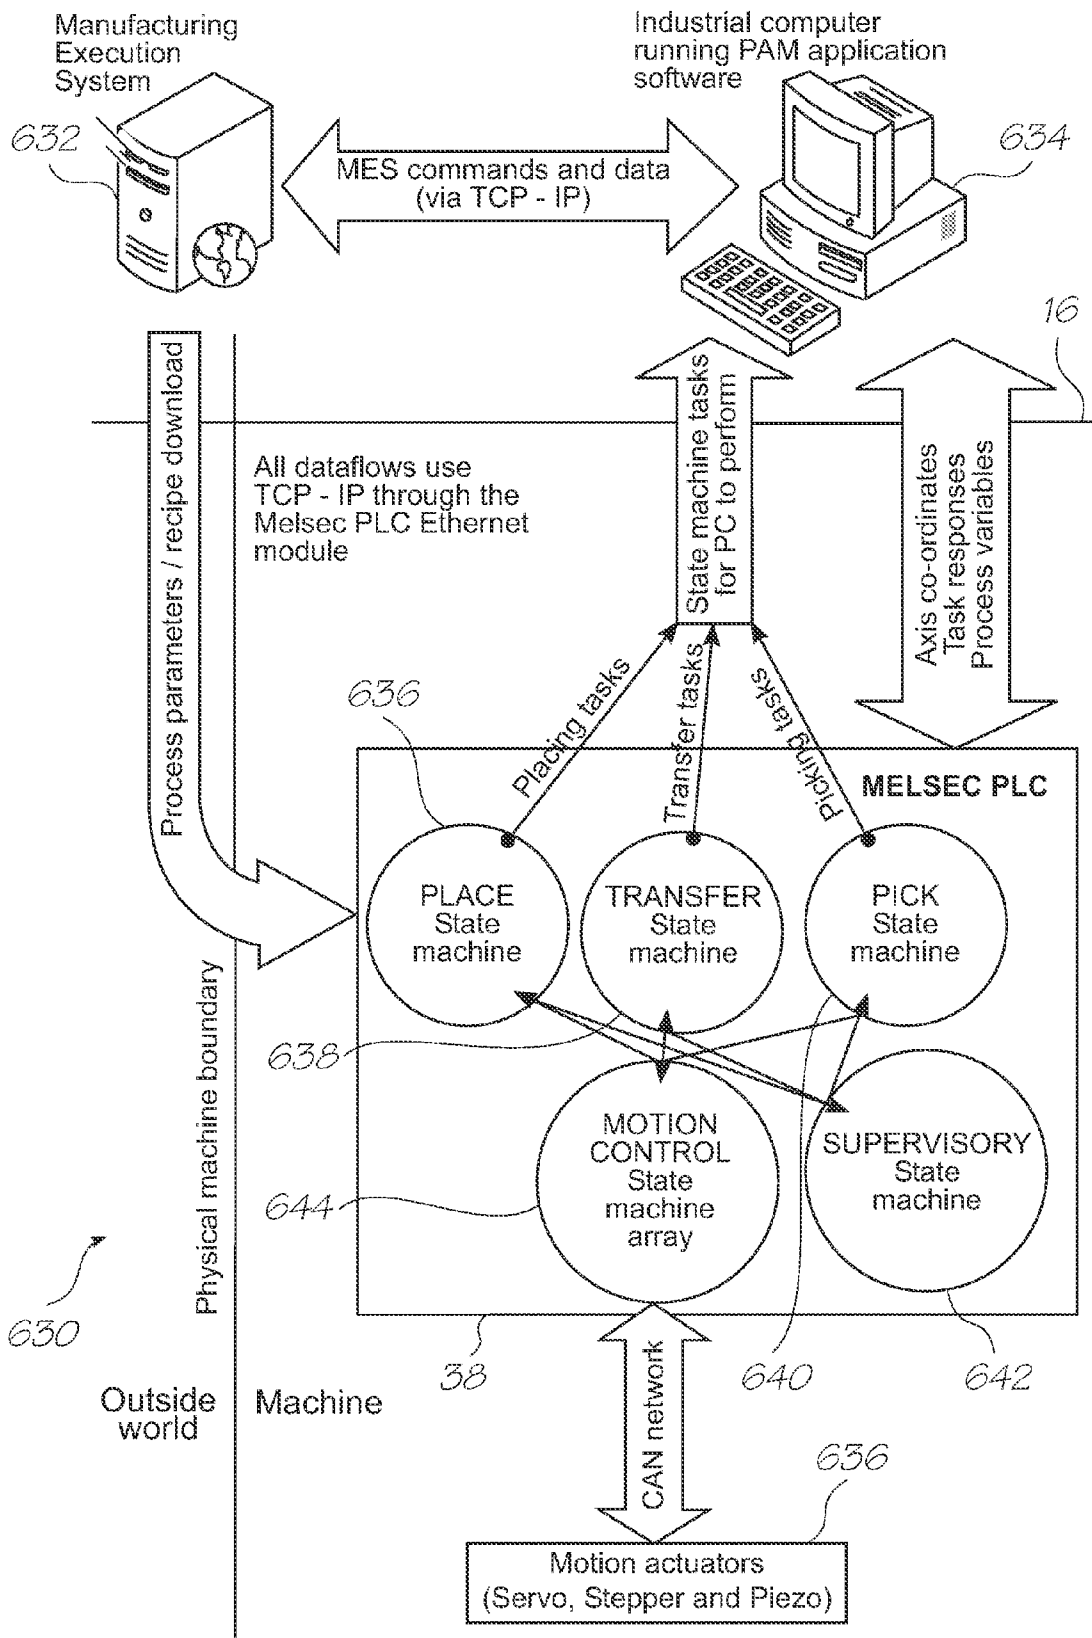 Manufacturing
Execution
System
Industrial computer
running PAM application
software
632
634
MES commands and data
(via TCP - IP)
16
Process parameters / recipe download
All dataflows use
TCP - IP through the
Melsec PLC Ethernet
module
State machine tasks
for PC to perform
Axis co-ordinates
Task responses
Process variables
636
Placing tasks
Transfer tasks
Picking tasks
MELSEC PLC
PLACE
State
machine
TRANSFER
State
machine
PICK
State
machine
638
Physical machine boundary
MOTION
CONTROL
State
machine
array
SUPERVISORY
State
machine
644
630
38
640
642
Outside
world
Machine
CAN network
636
Motion actuators
(Servo, Stepper and Piezo)